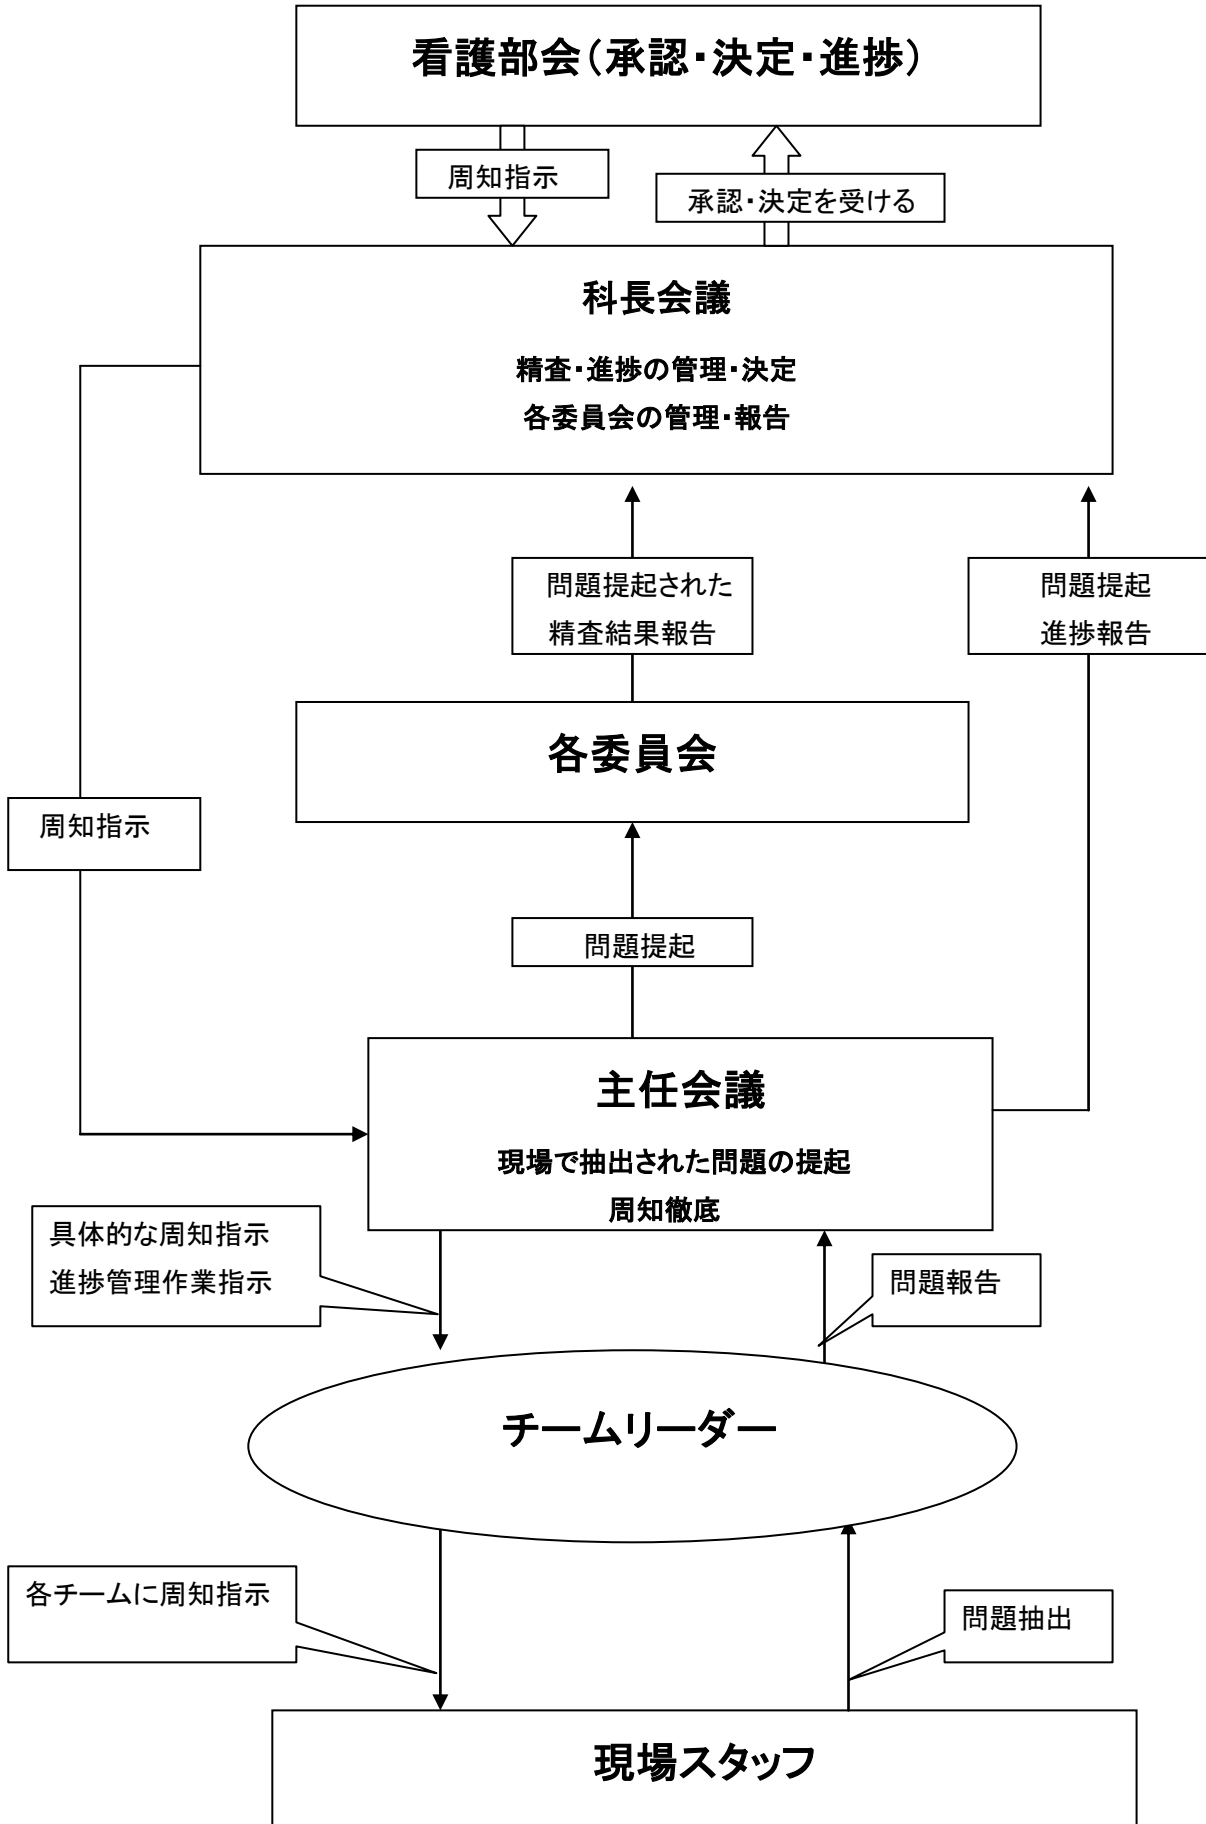 看護部会（承認・決定・進捗）
周知指示
承認・決定を受ける
科長会議
精査・進捗の管理・決定
各委員会の管理・報告
問題提起された
精査結果報告
問題提起
進捗報告
各委員会
周知指示
問題提起
主任会議
現場で抽出された問題の提起
周知徹底
具体的な周知指示
進捗管理作業指示
問題報告
チームリーダー
各チームに周知指示
問題抽出
現場スタッフ